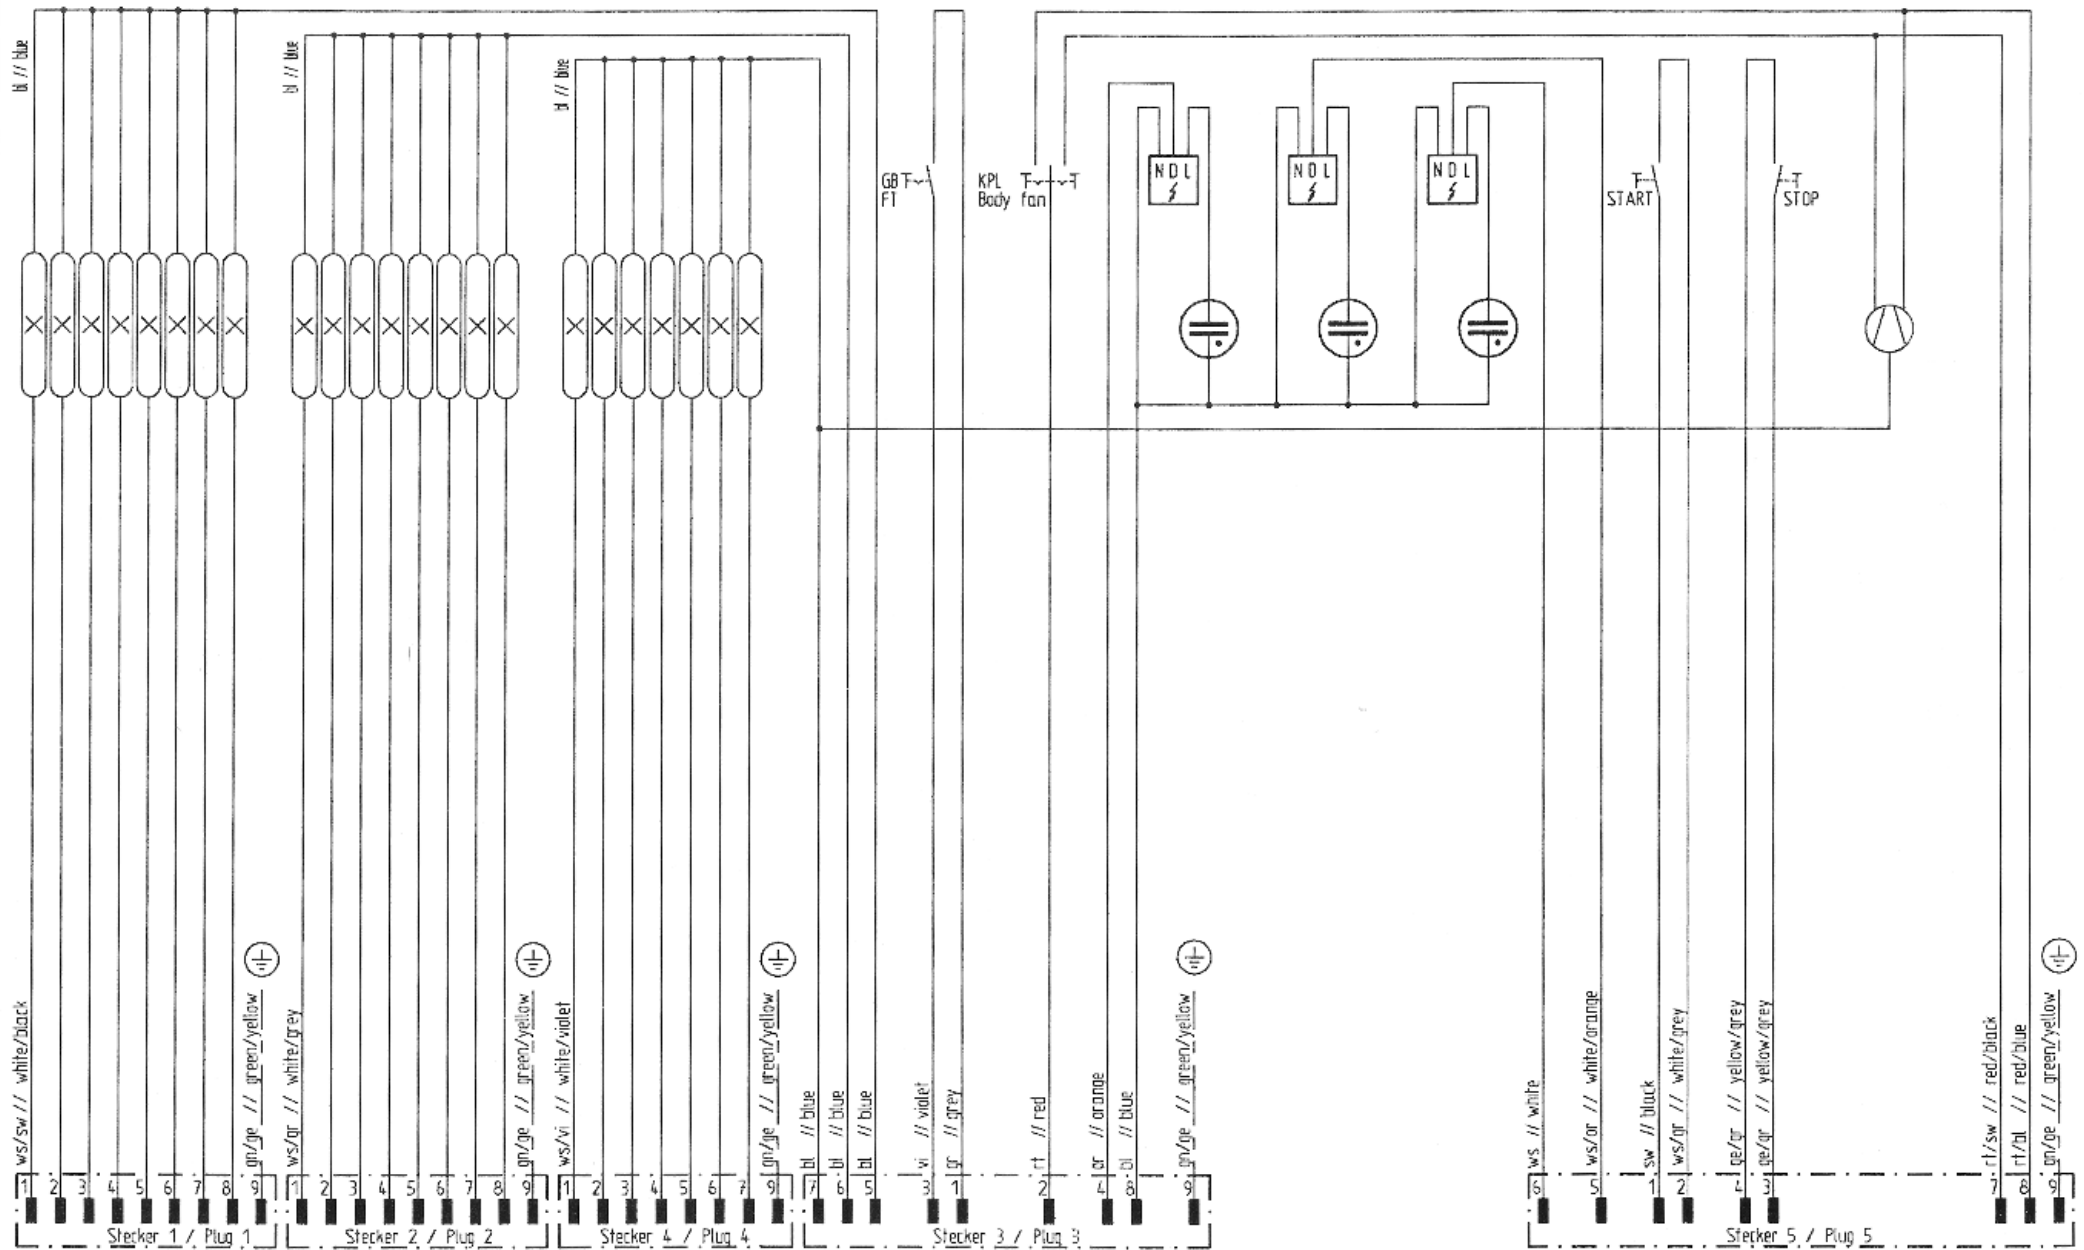 bl // blue
bl // blue
bl // blue
GB
FT
KPL
Body fan
N D L
N D L
N D L
START
STOP
ws/sw // white/black
gn/ge // green/yellow
ws/gr // white/grey
gn/ge // green/yellow
ws/vi // white/violet
gn/ge // green/yellow
bl // blue
bl // blue
bl // blue
vi // violet
gr // grey
rt // red
or // orange
bl // blue
gn/ge // green/yellow
ws // white
ws/or // white/orange
sw // black
ws/gr // white/grey
ge/gr // yellow/grey
ge/gr // yellow/grey
rt/sw // red/black
rt/bl // red/blue
gn/ge // green/yellow
1 2 3 4 5 6 7 8 9
1 2 3 4 5 6 7 8 9
1 2 3 4 5 6 7 9
7 6 5 3 1 2 4 8 9
6 5 1 2 4 3 7 8 9
Stecker 1 / Plug 1
Stecker 2 / Plug 2
Stecker 4 / Plug 4
Stecker 3 / Plug 3
Stecker 5 / Plug 5